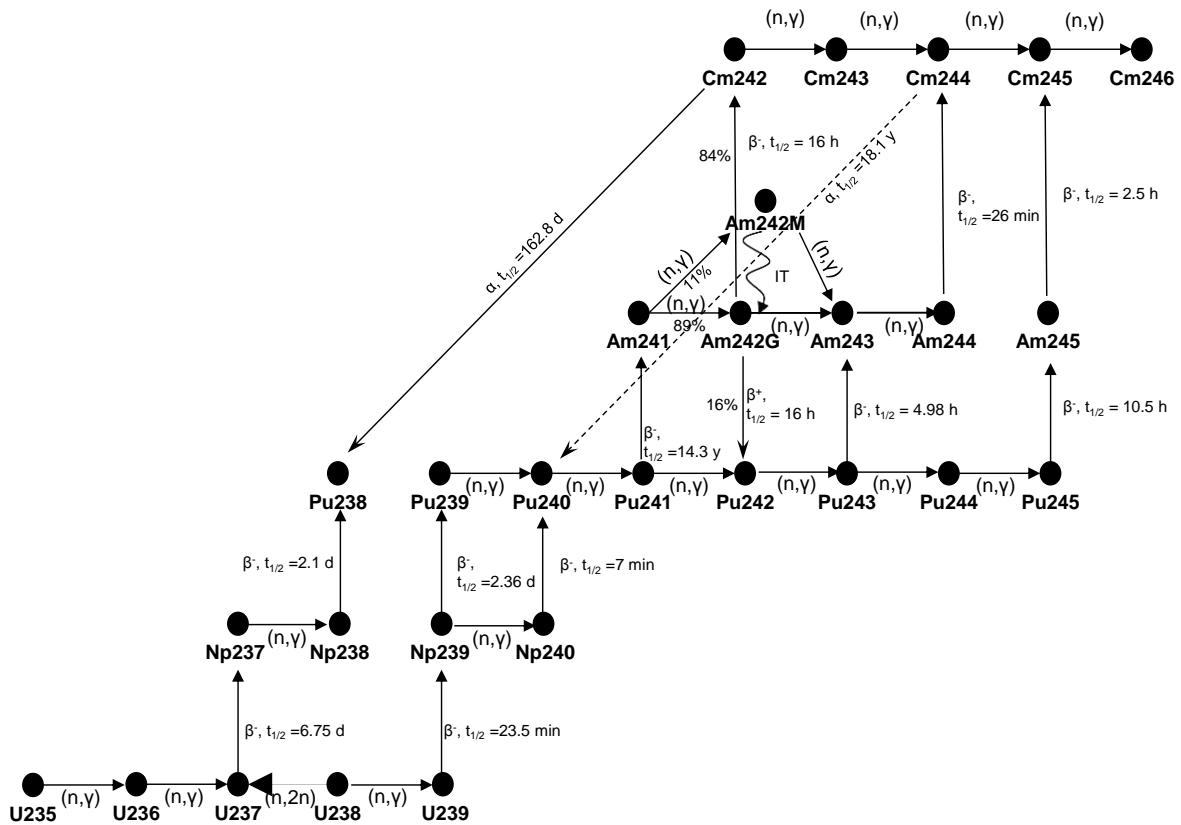 (n,γ) (n,γ) (n,γ) (n,γ)
Cm242 Cm243 Cm244 Cm245 Cm246
84%
β⁻, t₁/₂ = 16 h
α, t₁/₂ =18.1 y
β⁻,
t₁/₂ =26 min
β⁻, t₁/₂ = 2.5 h
α, t₁/₂ =162.8 d
Am242M
(n,γ)
11%
IT
(n,γ)
(n,γ)
89%
(n,γ) (n,γ)
Am241 Am242G Am243 Am244 Am245
16%
β⁺,
t₁/₂ = 16 h
β⁻, t₁/₂ = 4.98 h
β⁻, t₁/₂ = 10.5 h
β⁻,
t₁/₂ =14.3 y
(n,γ) (n,γ) (n,γ) (n,γ) (n,γ) (n,γ)
Pu238 Pu239 Pu240 Pu241 Pu242 Pu243 Pu244 Pu245
β⁻, t₁/₂ =2.1 d
β⁻,
t₁/₂ =2.36 d
β⁻, t₁/₂ =7 min
(n,γ) (n,γ)
Np237 Np238 Np239 Np240
β⁻, t₁/₂ =6.75 d
β⁻, t₁/₂ =23.5 min
(n,γ) (n,γ) (n,2n) (n,γ)
U235 U236 U237 U238 U239